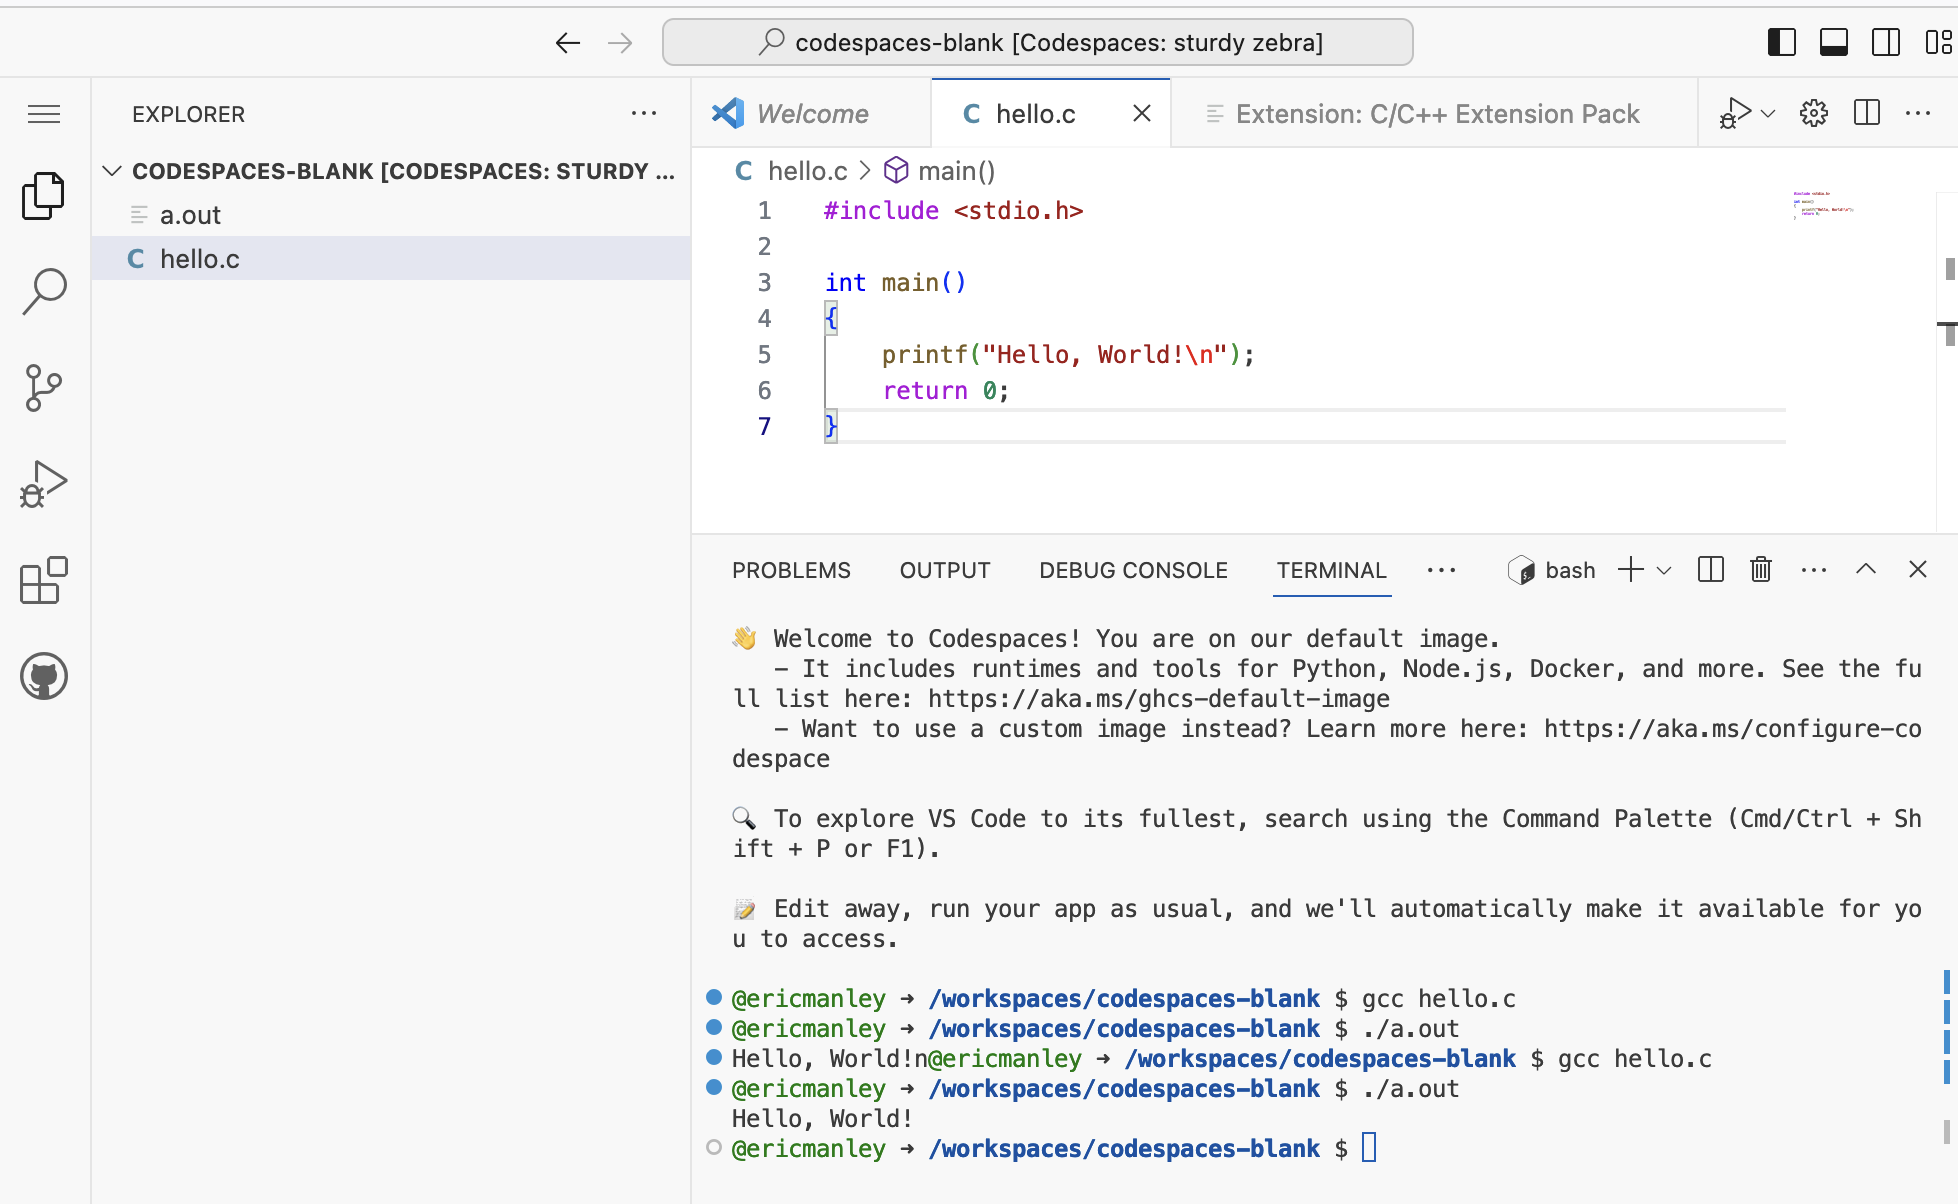 codespaces-blank [Codespaces: sturdy zebra]
EXPLORER
CODESPACES-BLANK [CODESPACES: STURDY ...
a.out
C hello.c
Welcome
C hello.c
Extension: C/C++ Extension Pack
C hello.c > main()
1 #include <stdio.h>
2
3 int main()
4 {
5     printf("Hello, World!\n");
6     return 0;
7 }
PROBLEMS OUTPUT DEBUG CONSOLE TERMINAL ... bash
👋 Welcome to Codespaces! You are on our default image.
   - It includes runtimes and tools for Python, Node.js, Docker, and more. See the fu
ll list here: https://aka.ms/ghcs-default-image
   - Want to use a custom image instead? Learn more here: https://aka.ms/configure-co
despace
🔍 To explore VS Code to its fullest, search using the Command Palette (Cmd/Ctrl + Sh
ift + P or F1).
📝 Edit away, run your app as usual, and we'll automatically make it available for yo
u to access.
@ericmanley → /workspaces/codespaces-blank $ gcc hello.c
@ericmanley → /workspaces/codespaces-blank $ ./a.out
Hello, World!n@ericmanley → /workspaces/codespaces-blank $ gcc hello.c
@ericmanley → /workspaces/codespaces-blank $ ./a.out
Hello, World!
@ericmanley → /workspaces/codespaces-blank $